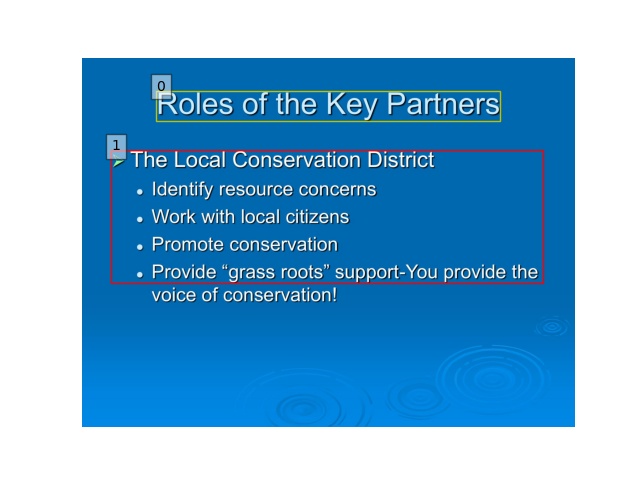 0
Roles of the Key Partners
1
The Local Conservation District
Identify resource concerns
Work with local citizens
Promote conservation
Provide “grass roots” support-You provide the
voice of conservation!